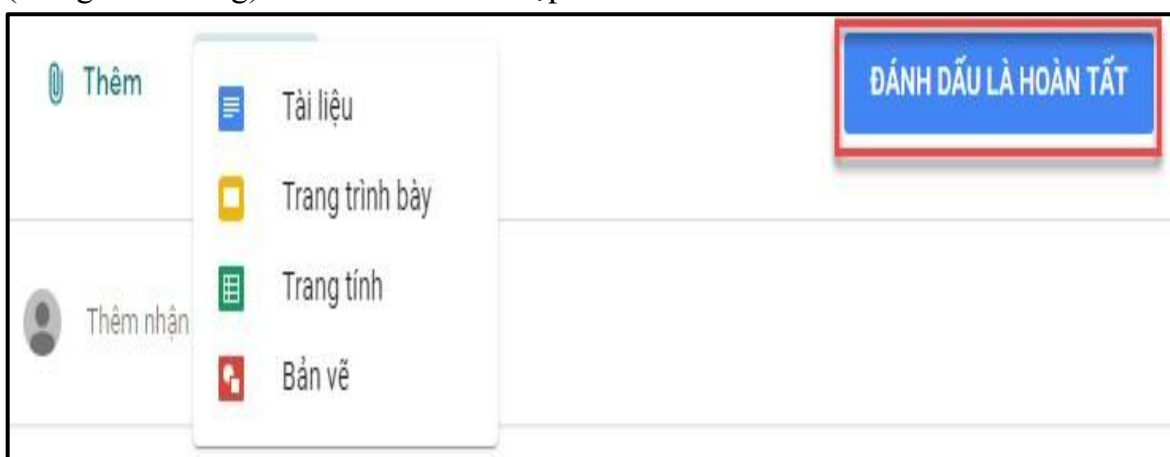 Thêm
ĐÁNH DẤU LÀ HOÀN TẤT
Tài liệu
Trang trình bày
Trang tính
Thêm nhận
Bản vẽ